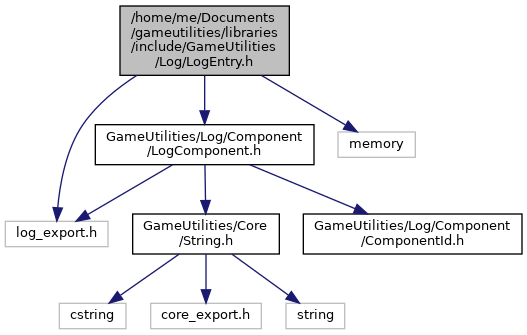 /home/me/Documents
/gameutilities/libraries
/include/GameUtilities
/Log/LogEntry.h
GameUtilities/Log/Component
/LogComponent.h
memory
log_export.h
GameUtilities/Core
/String.h
GameUtilities/Log/Component
/ComponentId.h
cstring
core_export.h
string